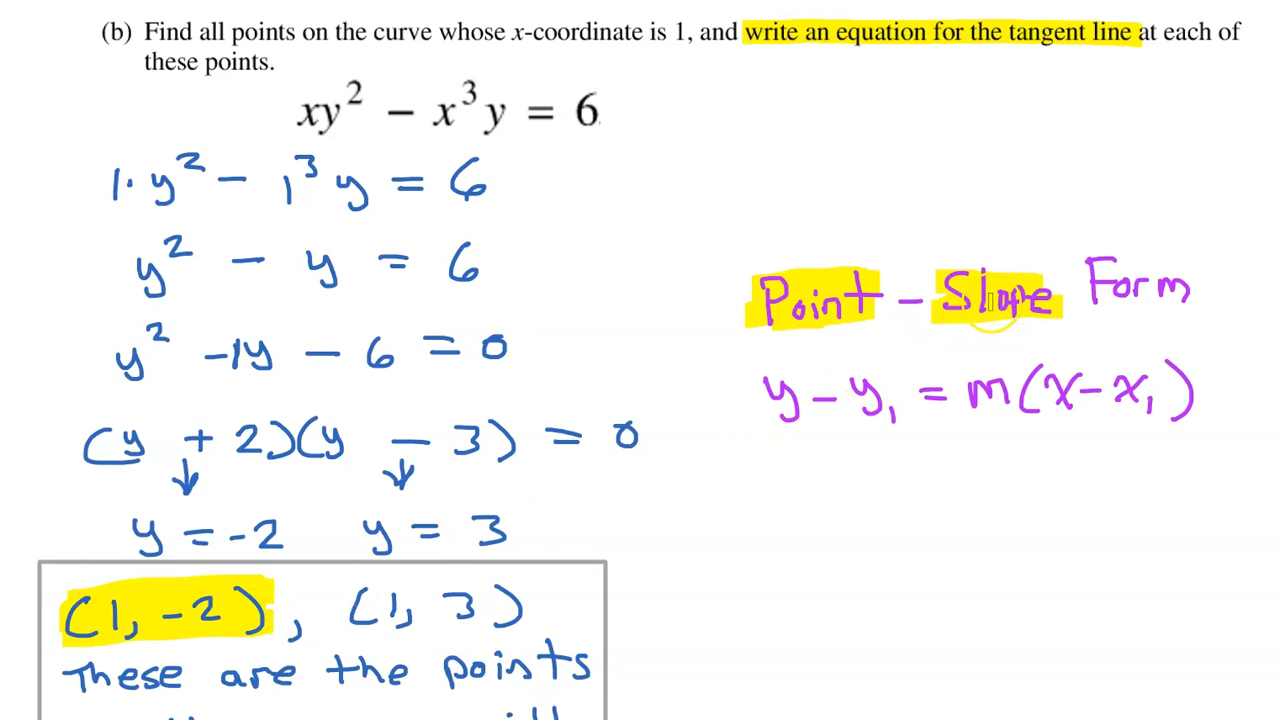 (b) Find all points on the curve whose x-coordinate is 1, and write an equation for the tangent line at each of
these points.
xy² − x³y = 6
1·y² − 1³y = 6
y² − y = 6
y² −1y − 6 = 0
(y + 2)(y − 3) = 0
↓ ↓
y = -2 y = 3
(1, -2), (1, 3)
These are the points
Point - Slope Form
y − y₁ = m(x − x₁)